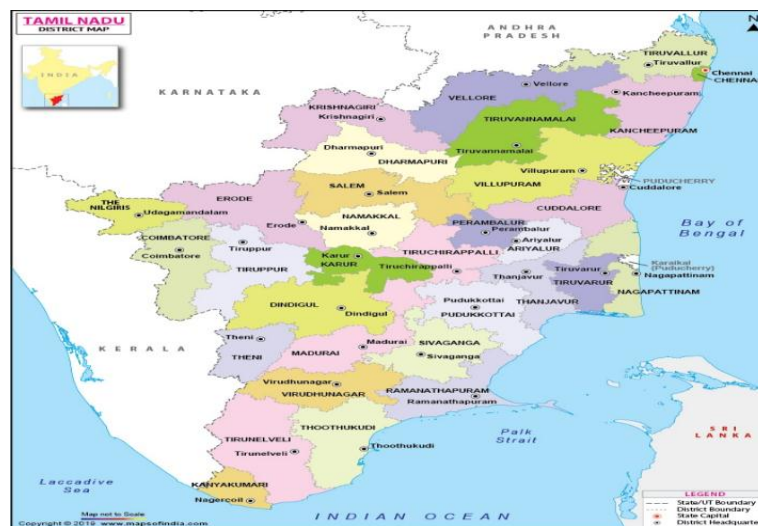 TAMIL NADU
DISTRICT MAP
INDIA
ANDHRA
PRADESH
N
KARNATAKA
TIRUVALLUR
Tiruvallur
Chennai
CHENNAI
Vellore
VELLORE
Kancheepuram
KANCHEEPURAM
KRISHNAGIRI
Krishnagiri
TIRUVANNAMALAI
Tiruvannamalai
Dharmapuri
DHARMAPURI
Villupuram
VILLUPURAM
PUDUCHERRY
Cuddalore
CUDDALORE
SALEM
Salem
THE
NILGIRIS
Udagamandalam
ERODE
Erode
NAMAKKAL
Namakkal
PERAMBALUR
Perambalur
Ariyalur
ARIYALUR
Bay of
Bengal
COIMBATORE
Coimbatore
Tiruppur
TIRUPPUR
Karur
KARUR
TIRUCHIRAPPALLI
Tiruchirappalli
Thanjavur
THANJAVUR
Tiruvarur
TIRUVARUR
Karaikal
(Puducherry)
Nagapattinam
NAGAPATTINAM
DINDIGUL
Dindigul
Pudukkottai
PUDUKKOTTAI
KERALA
Theni
THENI
MADURAI
Madurai
SIVAGANGA
Sivaganga
Virudhunagar
VIRUDHUNAGAR
RAMANATHAPURAM
Ramanathapuram
TIRUNELVELI
Tirunelveli
THOOTHUKUDI
Thoothukudi
Palk
Strait
SRI
LANKA
KANYAKUMARI
Nagercoil
Laccadive
Sea
INDIAN OCEAN
LEGEND
State/UT Boundary
District Boundary
State Capital
District Headquarte
Map not to Scale
Copyright © 2019 www.mapsofindia.com